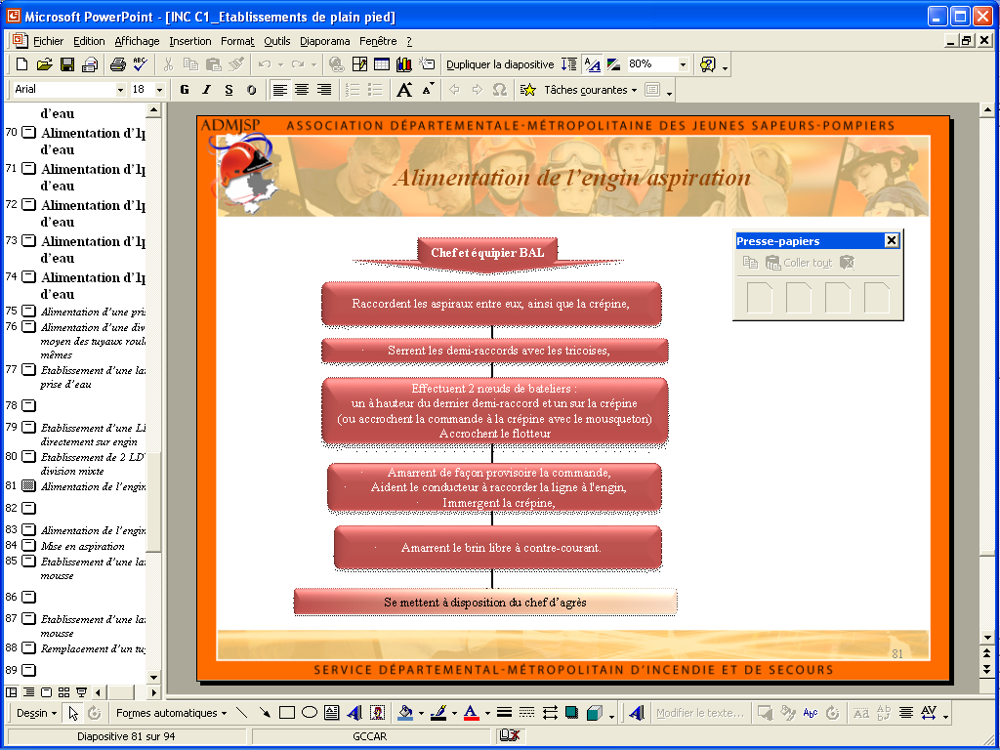 Microsoft PowerPoint - [INC C1_Etablissements de plain pied]
Fichier Edition Affichage Insertion Format Outils Diaporama Fenêtre ?
Dupliquer la diapositive 80%
Arial 18 G I S O Tâches courantes
d'eau
70 Alimentation d'1p
d'eau
71 Alimentation d'1p
d'eau
72 Alimentation d'1p
d'eau
73 Alimentation d'1p
d'eau
74 Alimentation d'1p
d'eau
75 Alimentation d'une pris
76 Alimentation d'une div
moyen des tuyaux roul
mêmes
77 Etablissement d'une la
prise d'eau
78
79 Etablissement d'une LD
directement sur engin
80 Etablissement de 2 LD
division mixte
81 Alimentation de l'engin
82
83 Alimentation de l'engin
84 Mise en aspiration
85 Etablissement d'une la
mousse
86
87 Etablissement d'une la
mousse
88 Remplacement d'un tu
89
ADMJSP ASSOCIATION DÉPARTEMENTALE-MÉTROPOLITAINE DES JEUNES SAPEURS-POMPIERS
Alimentation de l'engin aspiration
Chef et équipier BAL
Raccordent les aspiraux entre eux, ainsi que la crépine,
· Serrent les demi-raccords avec les tricoises,
Effectuent 2 nœuds de bateliers :
un à hauteur du dernier demi-raccord et un sur la crépine
(ou accrochent la commande à la crépine avec le mousqueton)
Accrochent le flotteur
· Amarrent de façon provisoire la commande,
· Aident le conducteur à raccorder la ligne à l'engin,
· Immergent la crépine,
· Amarrent le brin libre à contre-courant.
Se mettent à disposition du chef d'agrès
81
SERVICE DÉPARTEMENTAL-MÉTROPOLITAIN D'INCENDIE ET DE SECOURS
Presse-papiers
Coller tout
Dessin Formes automatiques Modifier le texte...
Diapositive 81 sur 94 GCCAR